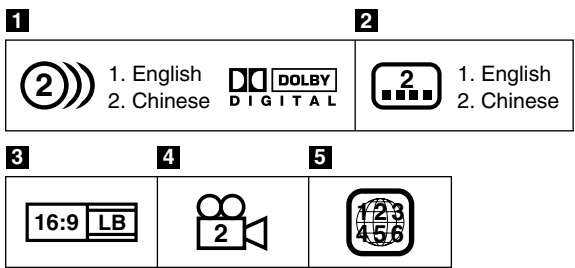 1
2
2
1. English
2. Chinese
DOLBY
DIGITAL
2
1. English
2. Chinese
3
4
5
16:9 LB
2
123
456